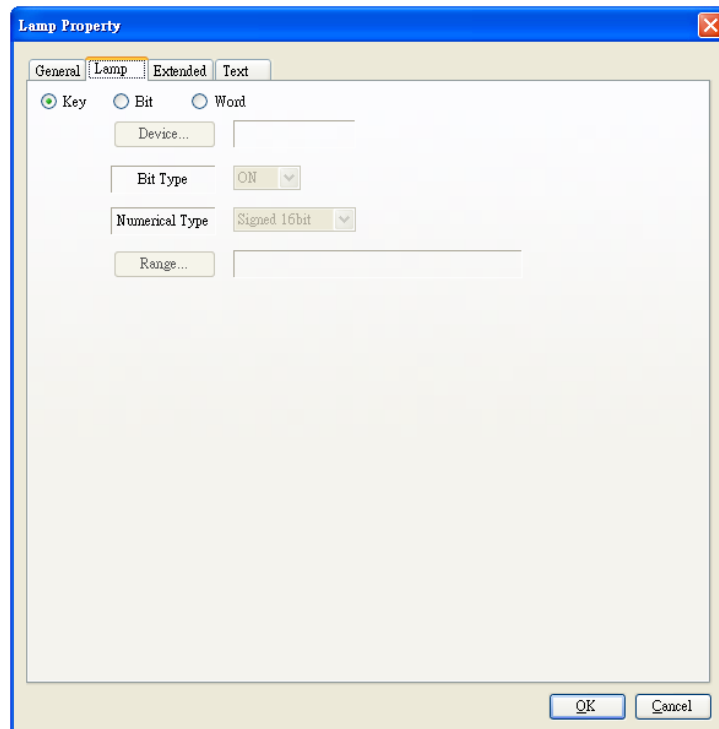 Lamp Property
General Lamp Extended Text
Key Bit Word
Device...
Bit Type ON
Numerical Type Signed 16bit
Range...
OK Cancel